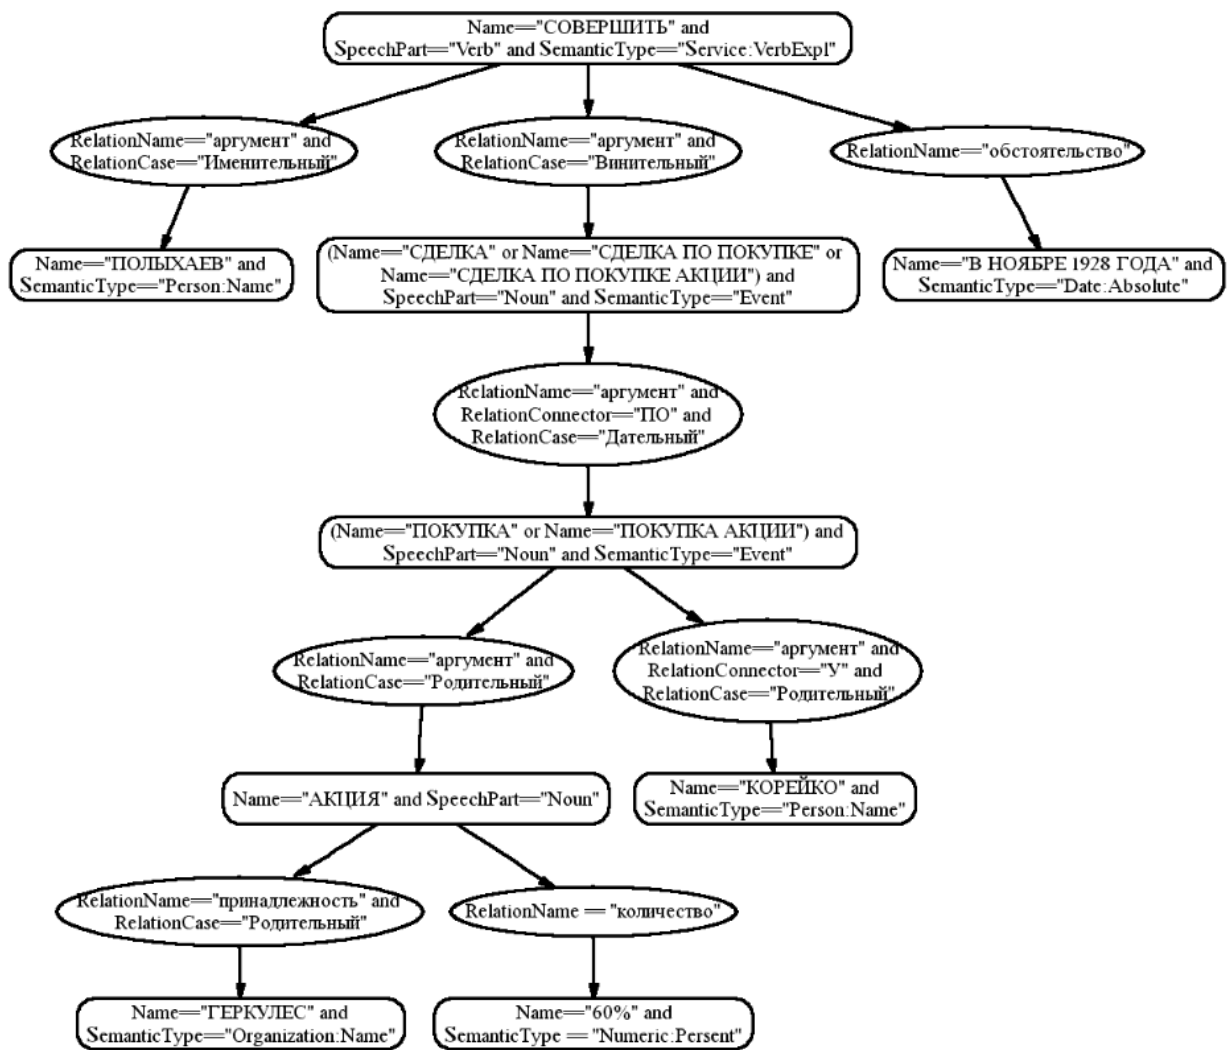 Name=="СОВЕРШИТЬ" and
SpeechPart=="Verb" and SemanticType=="Service:VerbExpl"
RelationName=="аргумент" and
RelationCase=="Именительный"
RelationName=="аргумент" and
RelationCase=="Винительный"
RelationName=="обстоятельство"
Name=="ПОЛЫХАЕВ" and
SemanticType=="Person:Name"
(Name=="СДЕЛКА" or Name=="СДЕЛКА ПО ПОКУПКЕ" or
Name=="СДЕЛКА ПО ПОКУПКЕ АКЦИИ") and
SpeechPart=="Noun" and SemanticType=="Event"
Name=="В НОЯБРЕ 1928 ГОДА" and
SemanticType=="Date:Absolute"
RelationName=="аргумент" and
RelationConnector=="ПО" and
RelationCase=="Дательный"
(Name=="ПОКУПКА" or Name=="ПОКУПКА АКЦИИ") and
SpeechPart=="Noun" and SemanticType=="Event"
RelationName=="аргумент" and
RelationCase=="Родительный"
RelationName=="аргумент" and
RelationConnector=="У" and
RelationCase=="Родительный"
Name=="АКЦИЯ" and SpeechPart=="Noun"
Name=="КОРЕЙКО" and
SemanticType=="Person:Name"
RelationName=="принадлежность" and
RelationCase=="Родительный"
RelationName == "количество"
Name=="ГЕРКУЛЕС" and
SemanticType=="Organization:Name"
Name=="60%" and
SemanticType == "Numeric:Persent"